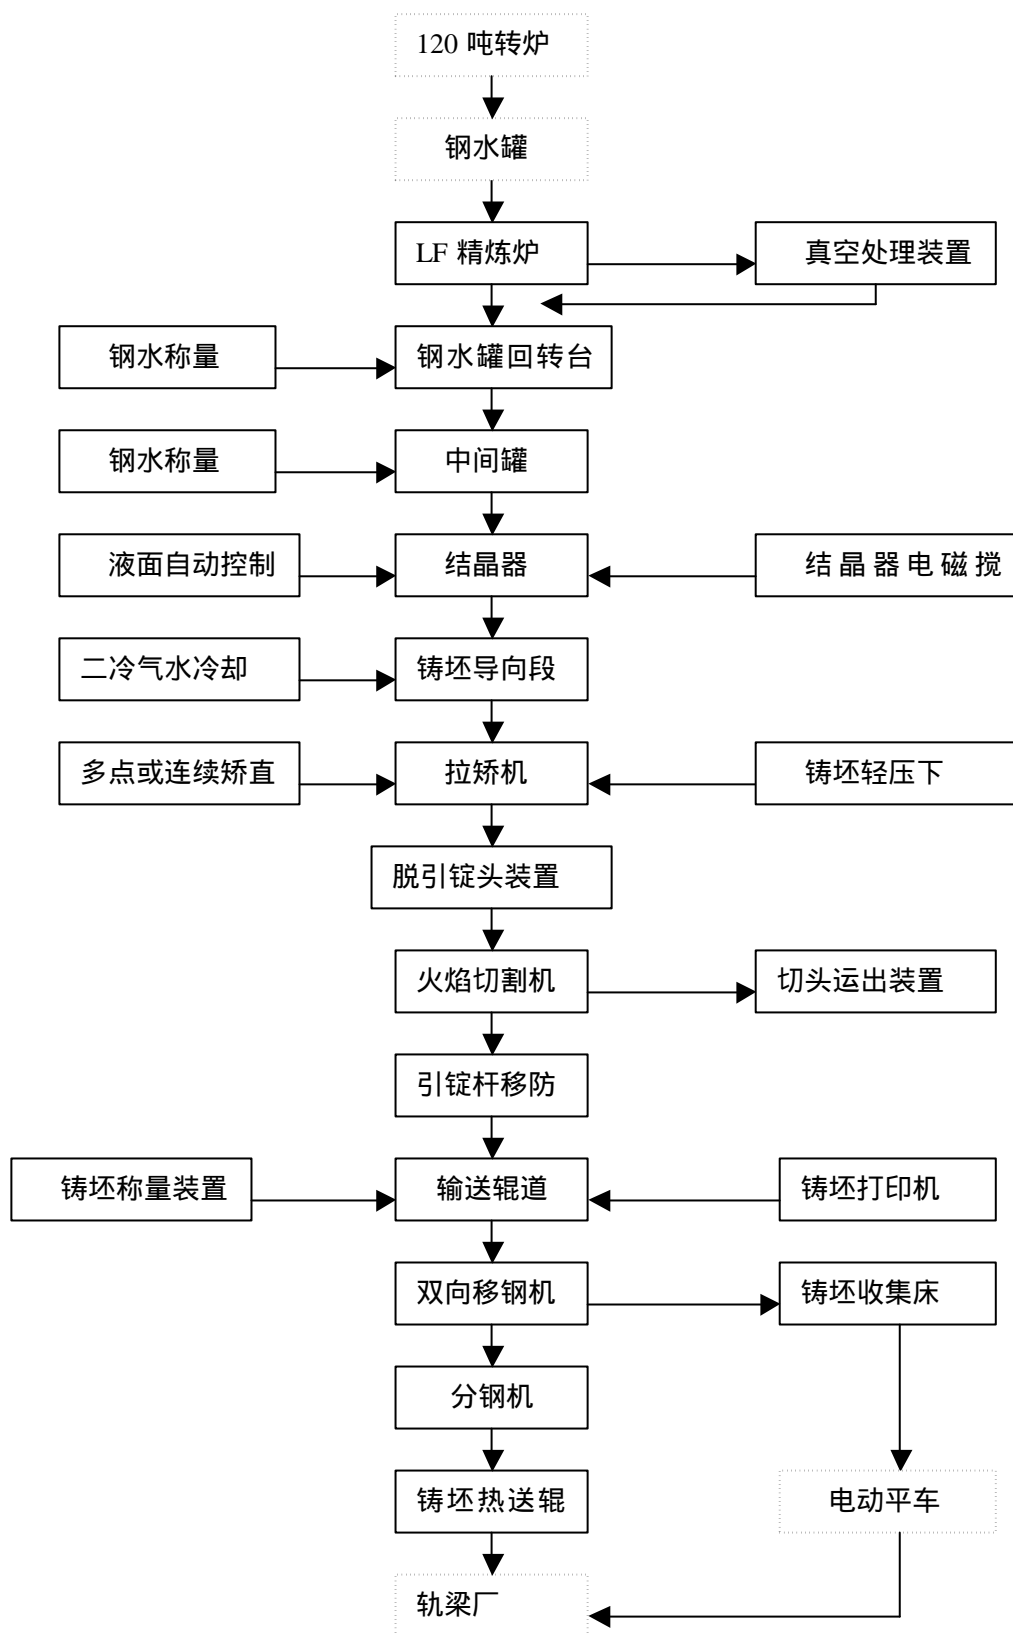 120 吨转炉
钢水罐
LF 精炼炉
真空处理装置
钢水称量
钢水罐回转台
钢水称量
中间罐
液面自动控制
结晶器
结晶器电磁搅
二冷气水冷却
铸坯导向段
多点或连续矫直
拉矫机
铸坯轻压下
脱引锭头装置
火焰切割机
切头运出装置
引锭杆移防
铸坯称量装置
输送辊道
铸坯打印机
双向移钢机
铸坯收集床
分钢机
铸坯热送辊
电动平车
轨梁厂